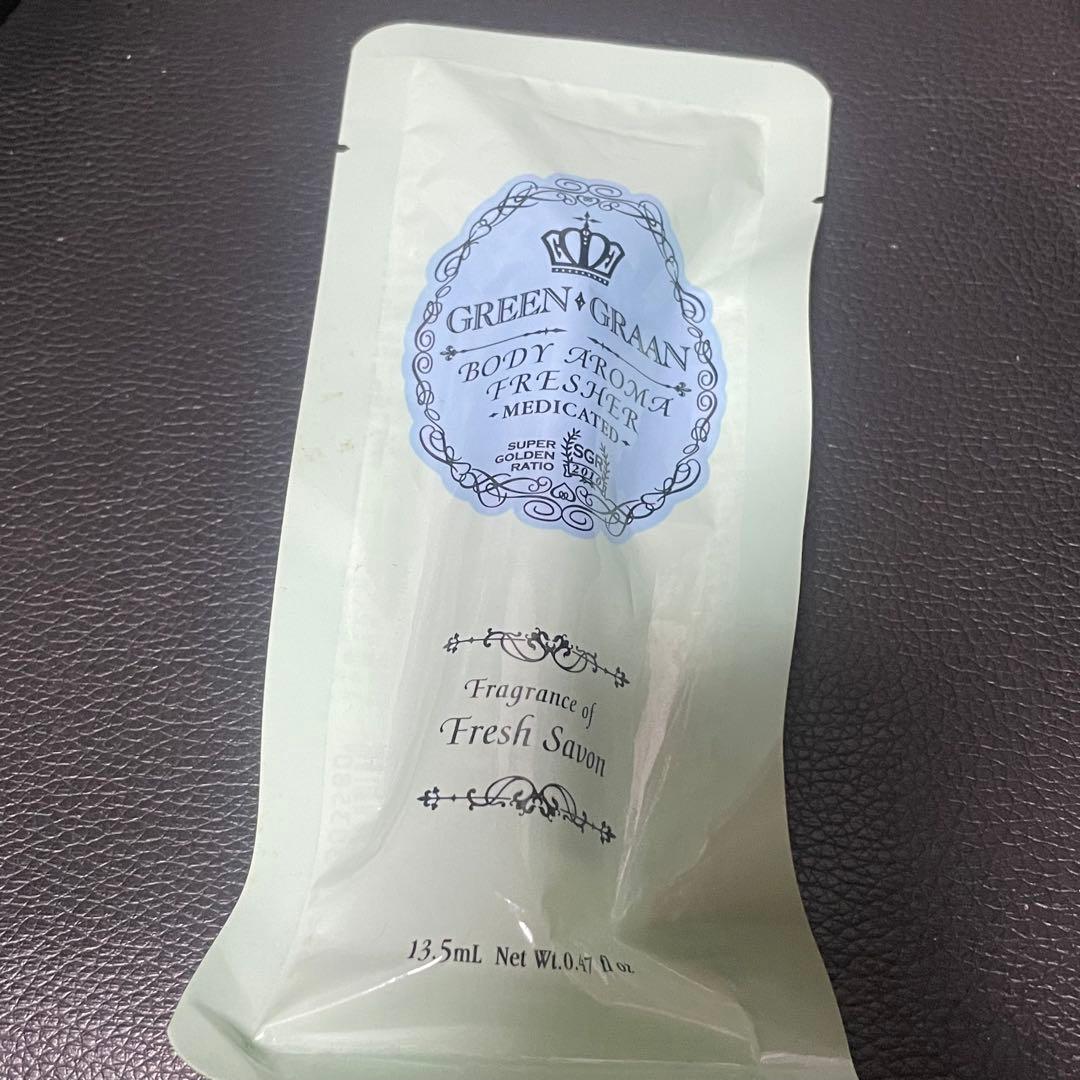 GREEN GRAAN
BODY AROMA
FRESHER
-MEDICATED-
SUPER
GOLDEN
RATIO
SGR
Fragrance of
Fresh Savon
13.5mL Net Wt.0.47 fl oz